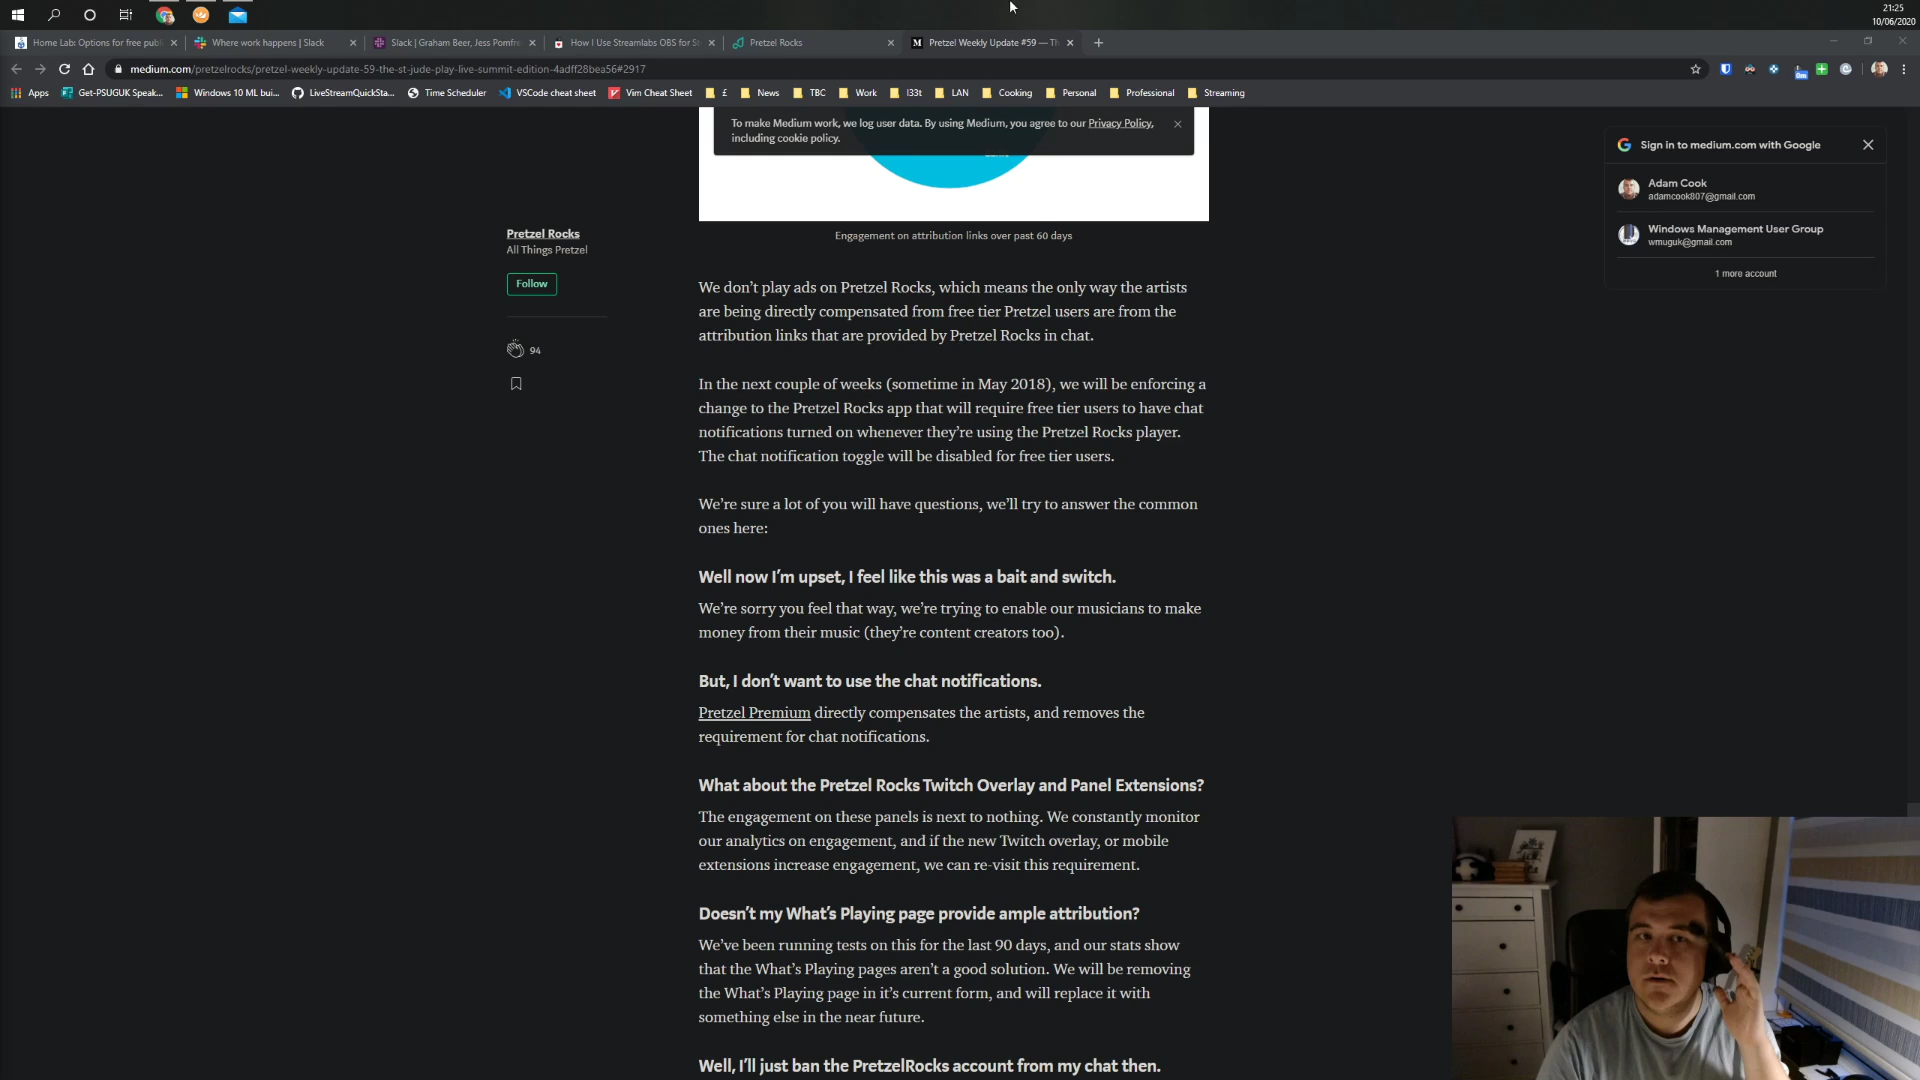 21:25
10/06/2020
Home Lab: Options for free publ
Where work happens | Slack
Slack | Graham Beer, Jess Pomfre
How I Use Streamlabs OBS for St
Pretzel Rocks
Pretzel Weekly Update #59 — Th
medium.com/pretzelrocks/pretzel-weekly-update-59-the-st-jude-play-live-summit-edition-4adff28bea56#2917
Apps
Get-PSUGUK Speak...
Windows 10 ML bui...
LiveStreamQuickSta...
Time Scheduler
VSCode cheat sheet
Vim Cheat Sheet
£
News
TBC
Work
l33t
LAN
Cooking
Personal
Professional
Streaming
To make Medium work, we log user data. By using Medium, you agree to our Privacy Policy,
including cookie policy.
Sign in to medium.com with Google
Adam Cook
adamcook807@gmail.com
Windows Management User Group
wmuguk@gmail.com
1 more account
Pretzel Rocks
All Things Pretzel
Follow
94
Engagement on attribution links over past 60 days
We don’t play ads on Pretzel Rocks, which means the only way the artists
are being directly compensated from free tier Pretzel users are from the
attribution links that are provided by Pretzel Rocks in chat.
In the next couple of weeks (sometime in May 2018), we will be enforcing a
change to the Pretzel Rocks app that will require free tier users to have chat
notifications turned on whenever they’re using the Pretzel Rocks player.
The chat notification toggle will be disabled for free tier users.
We’re sure a lot of you will have questions, we’ll try to answer the common
ones here:
Well now I’m upset, I feel like this was a bait and switch.
We’re sorry you feel that way, we’re trying to enable our musicians to make
money from their music (they’re content creators too).
But, I don’t want to use the chat notifications.
Pretzel Premium directly compensates the artists, and removes the
requirement for chat notifications.
What about the Pretzel Rocks Twitch Overlay and Panel Extensions?
The engagement on these panels is next to nothing. We constantly monitor
our analytics on engagement, and if the new Twitch overlay, or mobile
extensions increase engagement, we can re-visit this requirement.
Doesn’t my What’s Playing page provide ample attribution?
We’ve been running tests on this for the last 90 days, and our stats show
that the What’s Playing pages aren’t a good solution. We will be removing
the What’s Playing page in it’s current form, and will replace it with
something else in the near future.
Well, I’ll just ban the PretzelRocks account from my chat then.